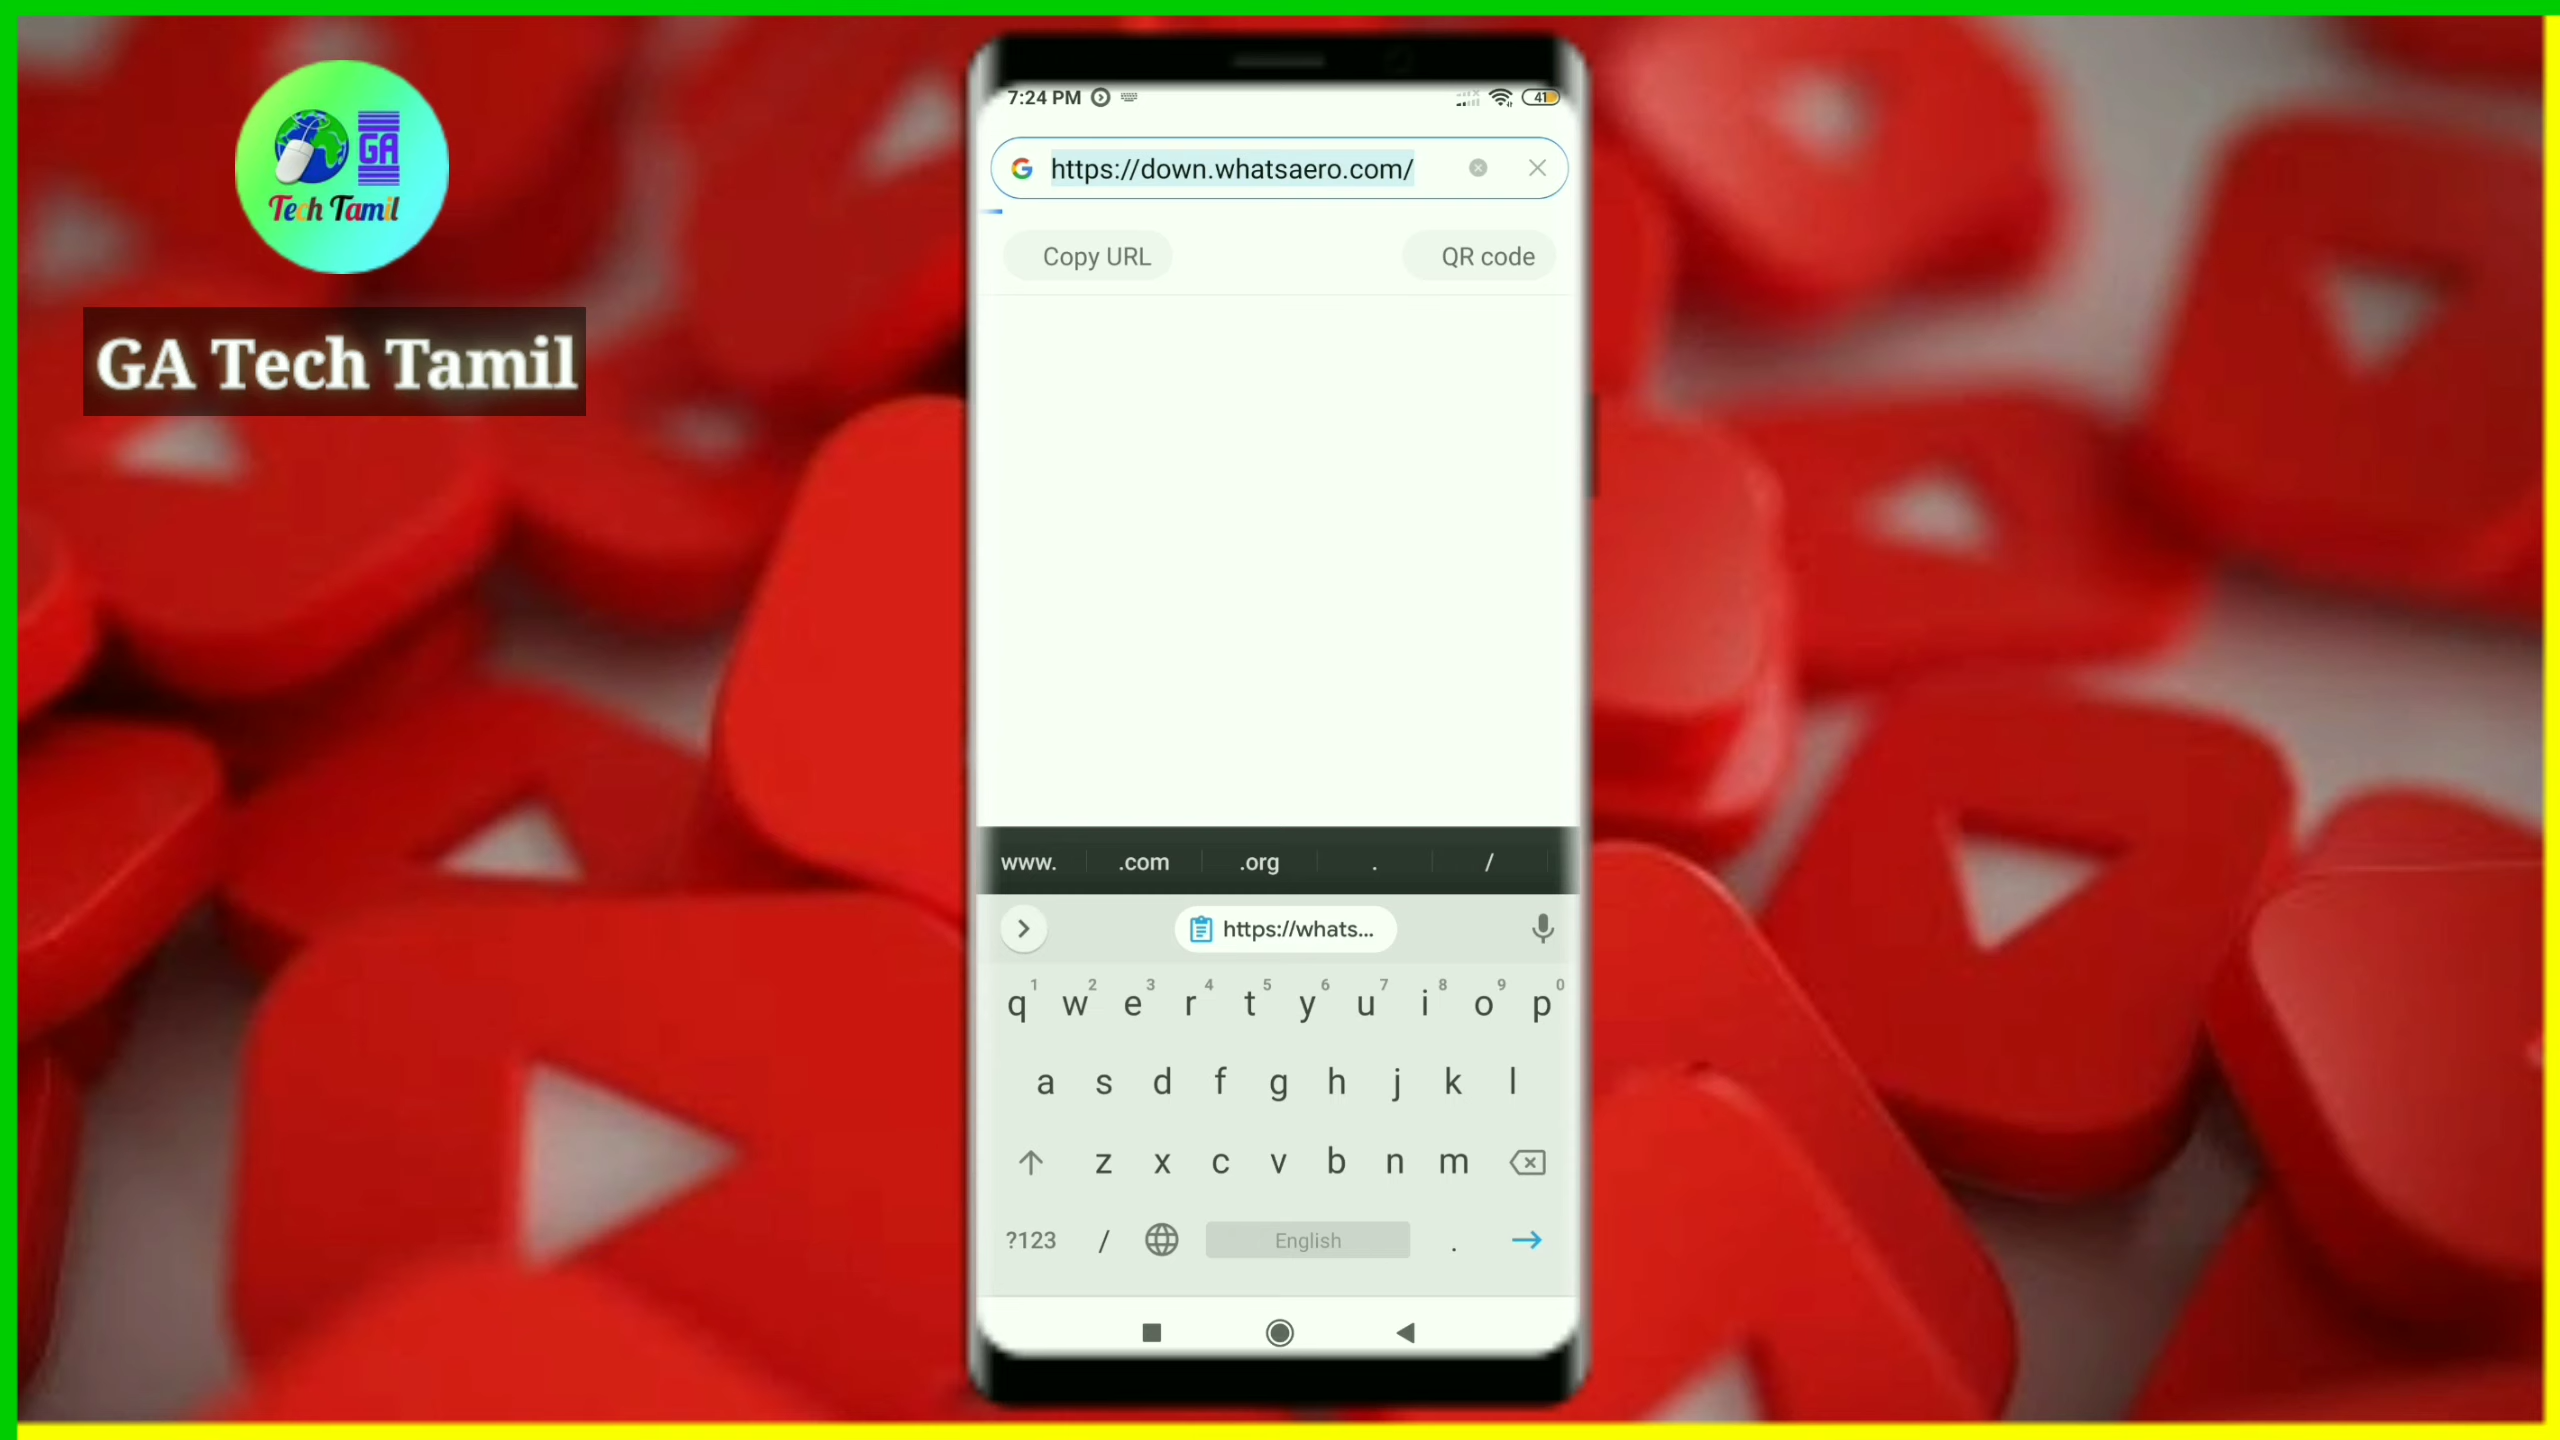 GA
Tech Tamil
GA Tech Tamil
7:24 PM
41
https://down.whatsaero.com/
Copy URL
QR code
www. .com .org . /
https://whats...
1 2 3 4 5 6 7 8 9 0
q w e r t y u i o p
a s d f g h j k l
z x c v b n m
?123 / English .